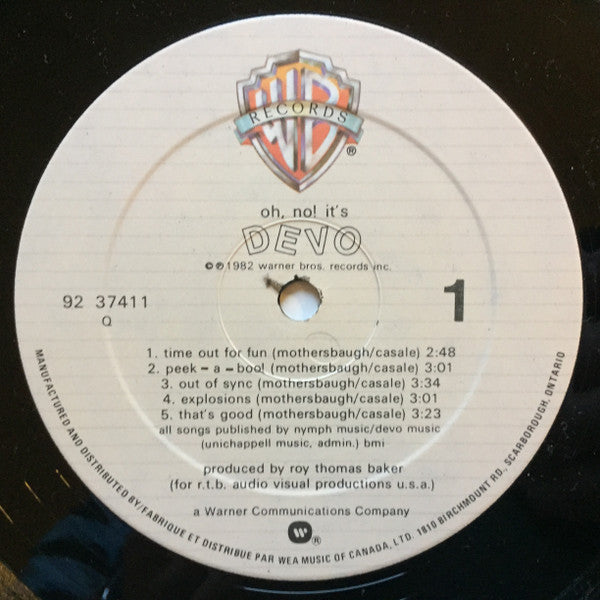 WB
RECORDS
®
oh, no! it's
DEVO
©℗1982 warner bros. records inc.
92 37411
Q
1
1. time out for fun (mothersbaugh/casale) 2:48
2. peek-a-boo! (mothersbaugh/casale) 3:01
3. out of sync (mothersbaugh/casale) 3:34
4. explosions (mothersbaugh/casale) 3:01
5. that's good (mothersbaugh/casale) 3:23
all songs published by nymph music/devo music
(unichappell music, admin.) bmi
produced by roy thomas baker
(for r.t.b. audio visual productions u.s.a.)
a Warner Communications Company
W®
MANUFACTURED AND DISTRIBUTED BY/FABRIQUE ET DISTRIBUE PAR WEA MUSIC OF CANADA, LTD. 1810 BIRCHMOUNT RD., SCARBOROUGH, ONTARIO